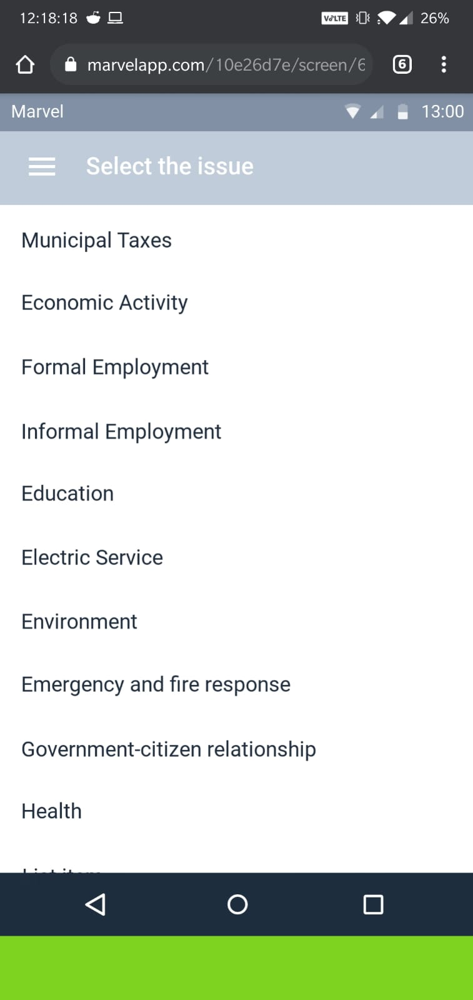 12:18:18 VoLTE 26%
marvelapp.com/10e26d7e/screen/6 6
Marvel 13:00
Select the issue
Municipal Taxes
Economic Activity
Formal Employment
Informal Employment
Education
Electric Service
Environment
Emergency and fire response
Government-citizen relationship
Health